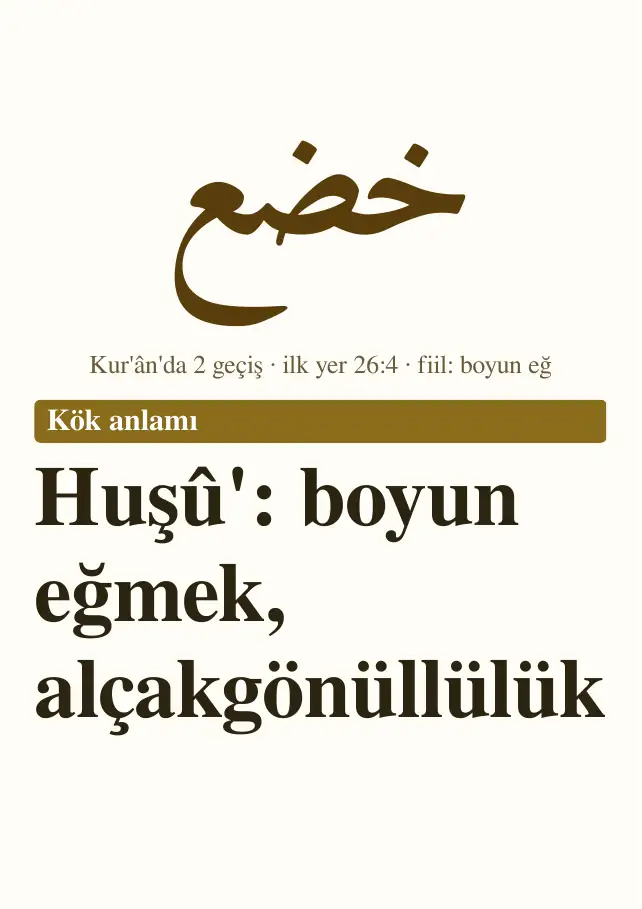 خضع
Kur'ân'da 2 geçiş · ilk yer 26:4 · fiil: boyun eğ
Kök anlamı
Huşû': boyun
eğmek,
alçakgönüllülük